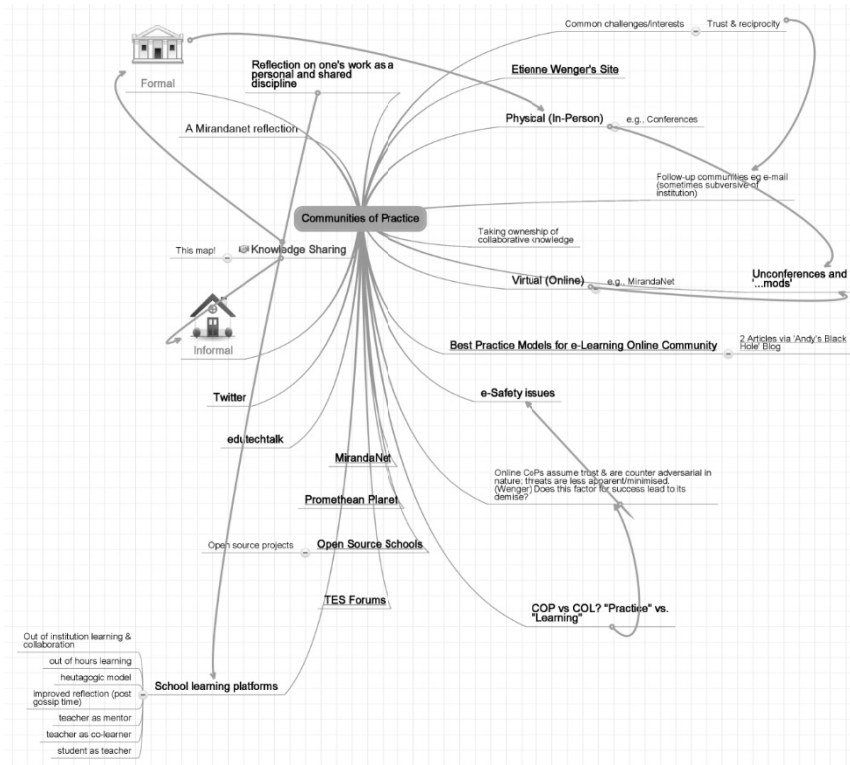 Common challenges/interests
Trust & reciprocity
Formal
Reflection on one's work as a
personal and shared
discipline
Etienne Wenger's Site
A Mirandanet reflection
Physical (In-Person)
e.g., Conferences
Follow-up communities eg e-mail
(sometimes subversive of
institution)
Communities of Practice
Taking ownership of
collaborative knowledge
This map!
Knowledge Sharing
Virtual (Online)
e.g., MirandaNet
Unconferences and
'...mods'
Informal
Best Practice Models for e-Learning Online Community
2 Articles via 'Andy's Black
Hole' Blog
Twitter
e-Safety issues
edutechtalk
MirandaNet
Online CoPs assume trust & are counter adversarial in
nature; threats are less apparent/minimised.
(Wenger) Does this factor for success lead to its
demise?
Promethean Planet
Open source projects
Open Source Schools
TES Forums
COP vs COL? "Practice" vs.
"Learning"
School learning platforms
Out of institution learning &
collaboration
out of hours learning
heutagogic model
improved reflection (post
gossip time)
teacher as mentor
teacher as co-learner
student as teacher